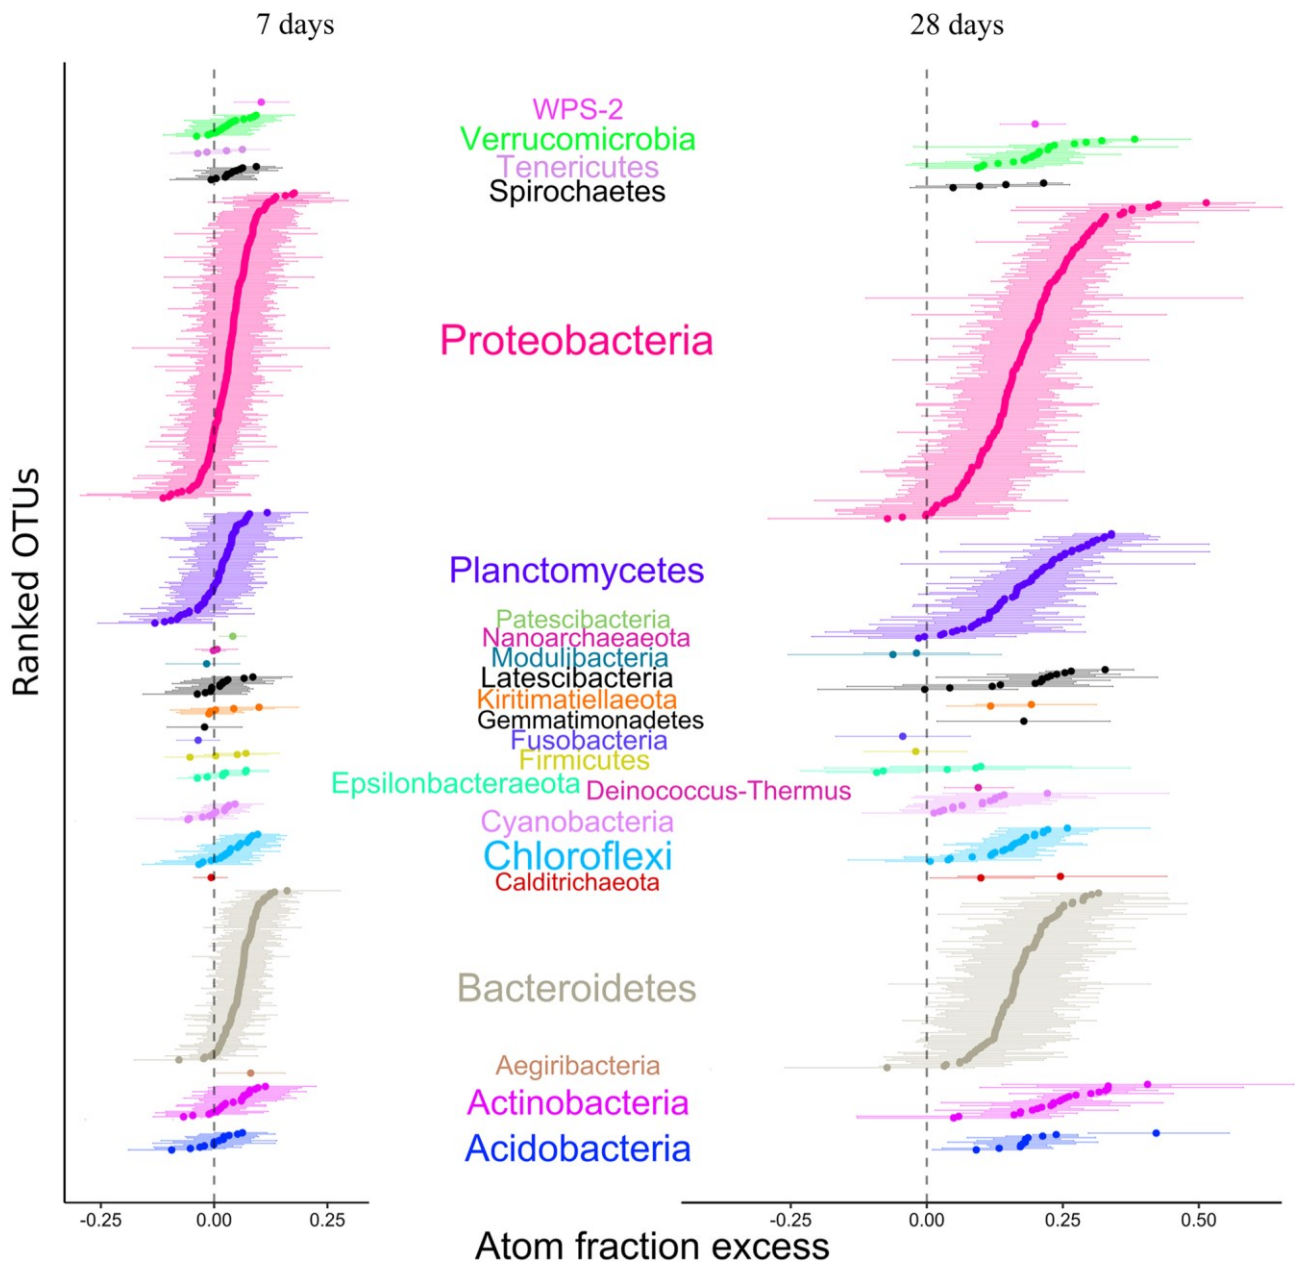 7 days
28 days
WPS-2
Verrucomicrobia
Tenericutes
Spirochaetes
Proteobacteria
Ranked OTUs
Planctomycetes
Patescibacteria
Nanoarchaeaeota
Modulibacteria
Latescibacteria
Kiritimatiellaeota
Gemmatimonadetes
Fusobacteria
Firmicutes
Epsilonbacteraeota
Deinococcus-Thermus
Cyanobacteria
Chloroflexi
Calditrichaeota
Bacteroidetes
Aegiribacteria
Actinobacteria
Acidobacteria
-0.25 0.00 0.25
-0.25 0.00 0.25 0.50
Atom fraction excess